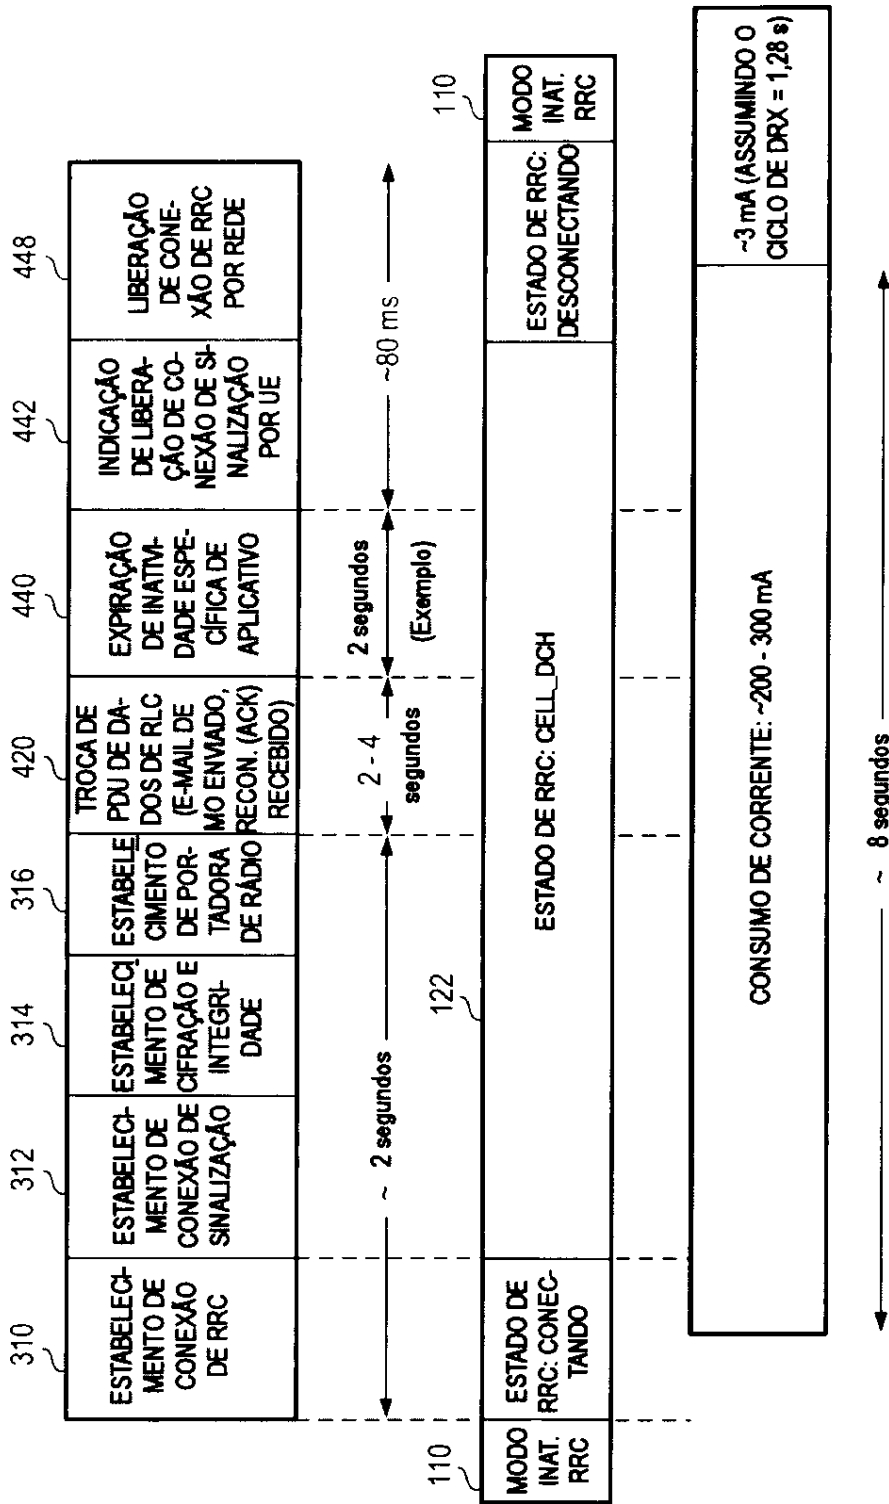 310
312
314
316
420
440
442
448
ESTABELECI-
MENTO DE
CONEXÃO
DE RRC
ESTABELECI-
MENTO DE
CONEXÃO DE
SINALIZAÇÃO
ESTABELECI
MENTO DE
CIFRAÇÃO E
INTEGRI-
DADE
ESTABELE
CIMENTO
DE POR-
TADORA
DE RÁDIO
TROCA DE
PDU DE DA-
DOS DE RLC
(E-MAIL DE
MO ENVIADO,
RECON. (ACK)
RECEBIDO)
EXPIRAÇÃO
DE INATIVI-
DADE ESPE-
CÍFICA DE
APLICATIVO
INDICAÇÃO
DE LIBERA-
ÇÃO DE CO-
NEXÃO DE SI-
NALIZAÇÃO
POR UE
LIBERAÇÃO
DE CONE-
XÃO DE RRC
POR REDE
~ 2 segundos
2 - 4
segundos
2 segundos
(Exemplo)
~80 ms
110
122
110
MODO
INAT.
RRC
ESTADO DE
RRC: CONEC-
TANDO
ESTADO DE RRC: CELL_DCH
ESTADO DE RRC:
DESCONECTANDO
MODO
INAT.
RRC
CONSUMO DE CORRENTE: ~200 - 300 mA
~3 mA (ASSUMINDO O
CICLO DE DRX = 1,28 s)
~ 8 segundos